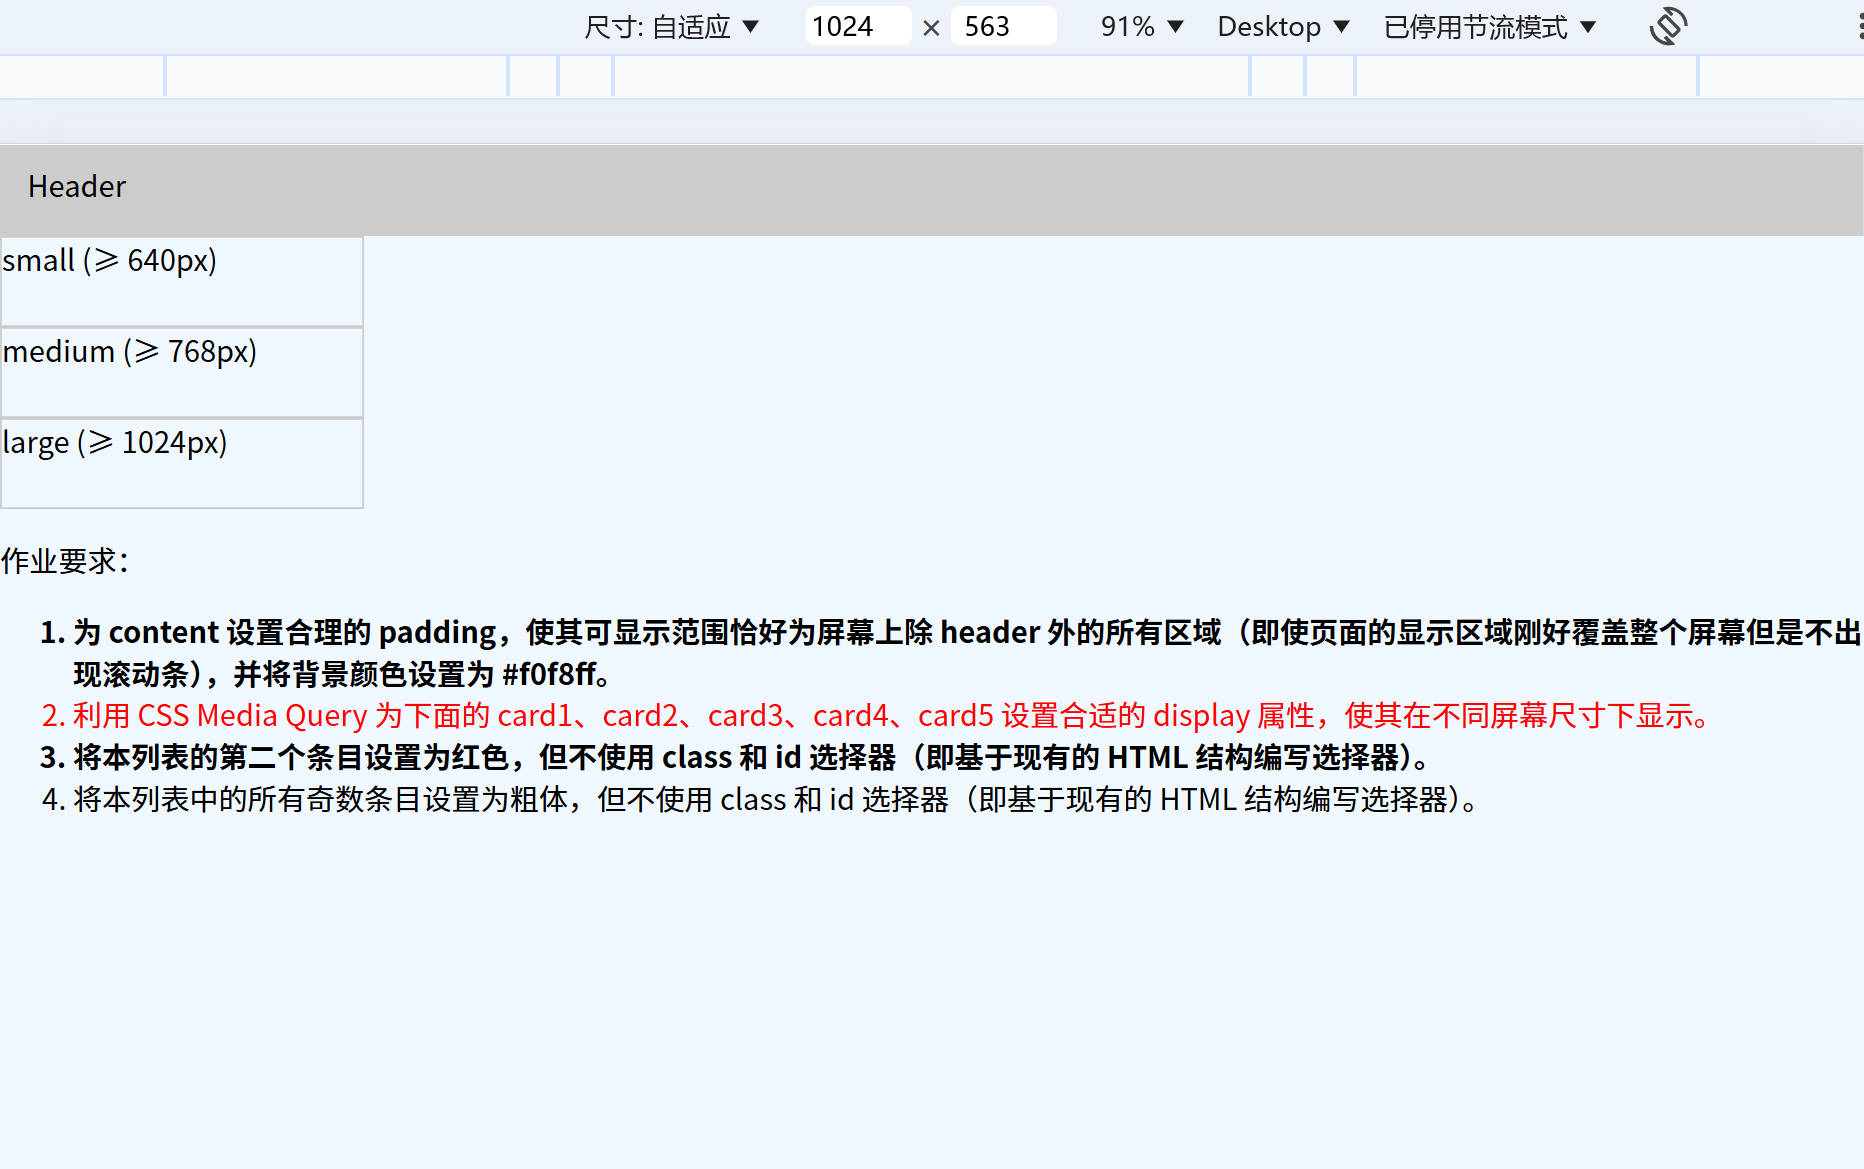 尺寸: 自适应 ▼ 1024 × 563 91% ▼ Desktop ▼ 已停用节流模式 ▼
Header
small (⩾ 640px)
medium (⩾ 768px)
large (⩾ 1024px)
作业要求：
1. 为 content 设置合理的 padding，使其可显示范围恰好为屏幕上除 header 外的所有区域（即使页面的显示区域刚好覆盖整个屏幕但是不出
现滚动条），并将背景颜色设置为 #f0f8ff。
2. 利用 CSS Media Query 为下面的 card1、card2、card3、card4、card5 设置合适的 display 属性，使其在不同屏幕尺寸下显示。
3. 将本列表的第二个条目设置为红色，但不使用 class 和 id 选择器（即基于现有的 HTML 结构编写选择器）。
4. 将本列表中的所有奇数条目设置为粗体，但不使用 class 和 id 选择器（即基于现有的 HTML 结构编写选择器）。